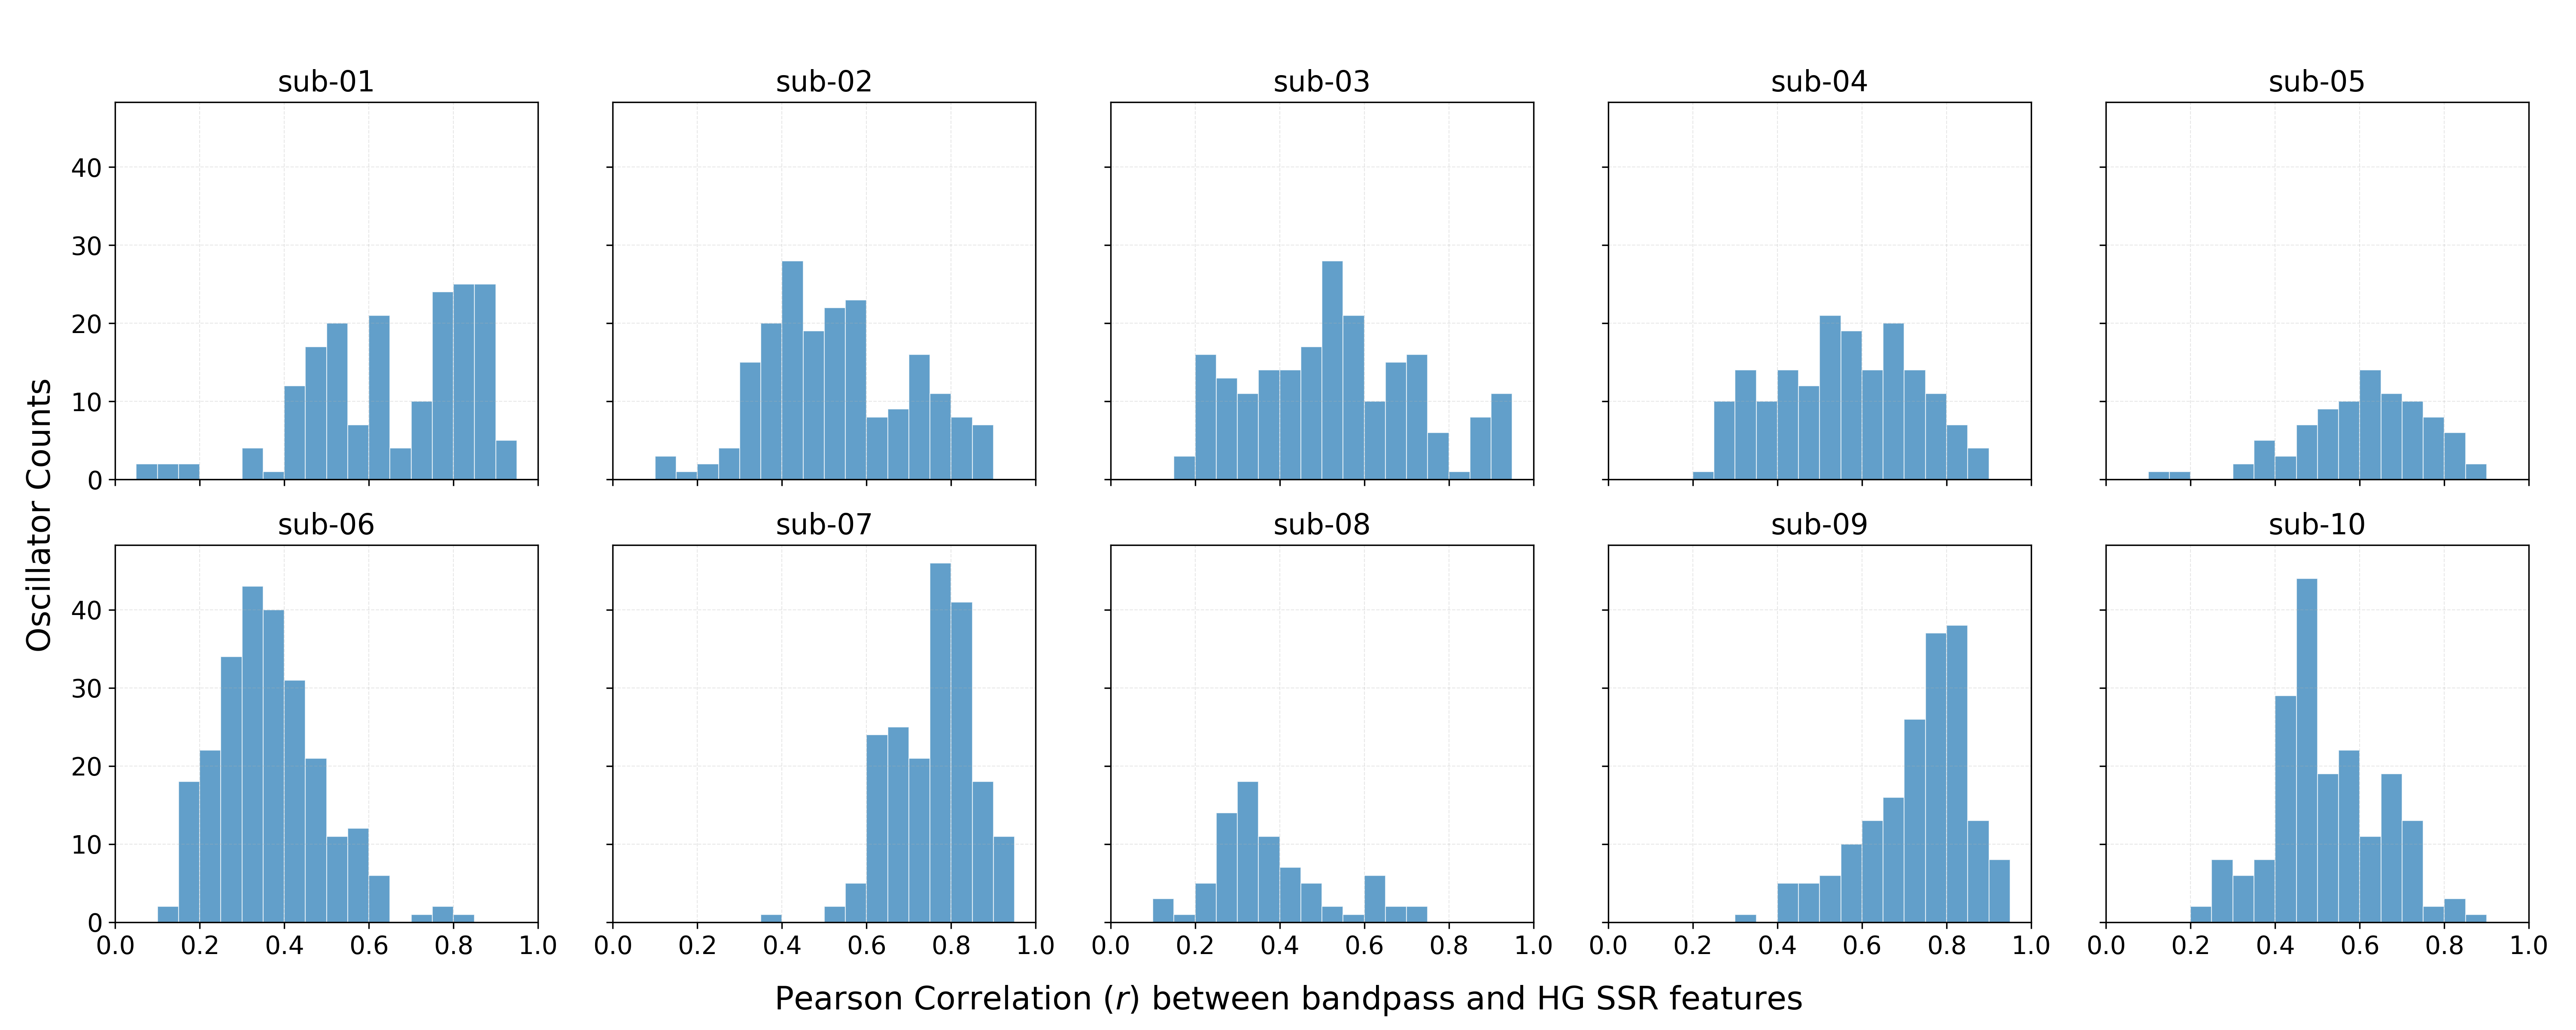 sub-01 sub-02 sub-03 sub-04 sub-05
40
30
20
10
0
Oscillator Counts
sub-06 sub-07 sub-08 sub-09 sub-10
40
30
20
10
0
0.0 0.2 0.4 0.6 0.8 1.0 0.0 0.2 0.4 0.6 0.8 1.0 0.0 0.2 0.4 0.6 0.8 1.0 0.0 0.2 0.4 0.6 0.8 1.0 0.0 0.2 0.4 0.6 0.8 1.0
Pearson Correlation (r) between bandpass and HG SSR features